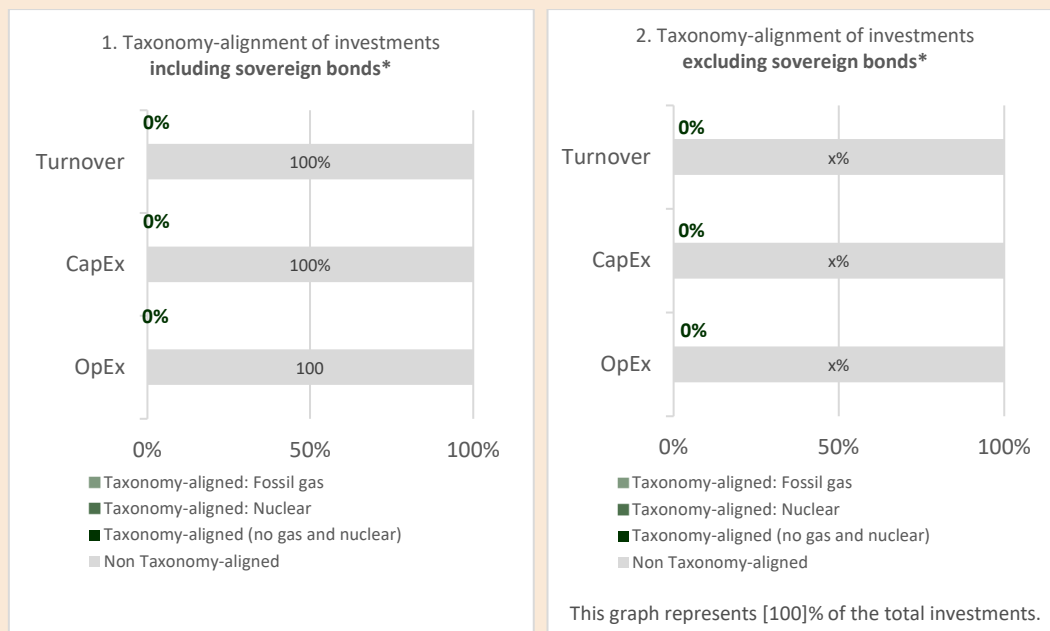 1. Taxonomy-alignment of investments
including sovereign bonds*
0%
Turnover
100%
0%
CapEx
100%
0%
OpEx
100
0%
50%
100%
Taxonomy-aligned: Fossil gas
Taxonomy-aligned: Nuclear
Taxonomy-aligned (no gas and nuclear)
Non Taxonomy-aligned
2. Taxonomy-alignment of investments
excluding sovereign bonds*
0%
Turnover
x%
0%
CapEx
x%
0%
OpEx
x%
0%
50%
100%
Taxonomy-aligned: Fossil gas
Taxonomy-aligned: Nuclear
Taxonomy-aligned (no gas and nuclear)
Non Taxonomy-aligned
This graph represents [100]% of the total investments.